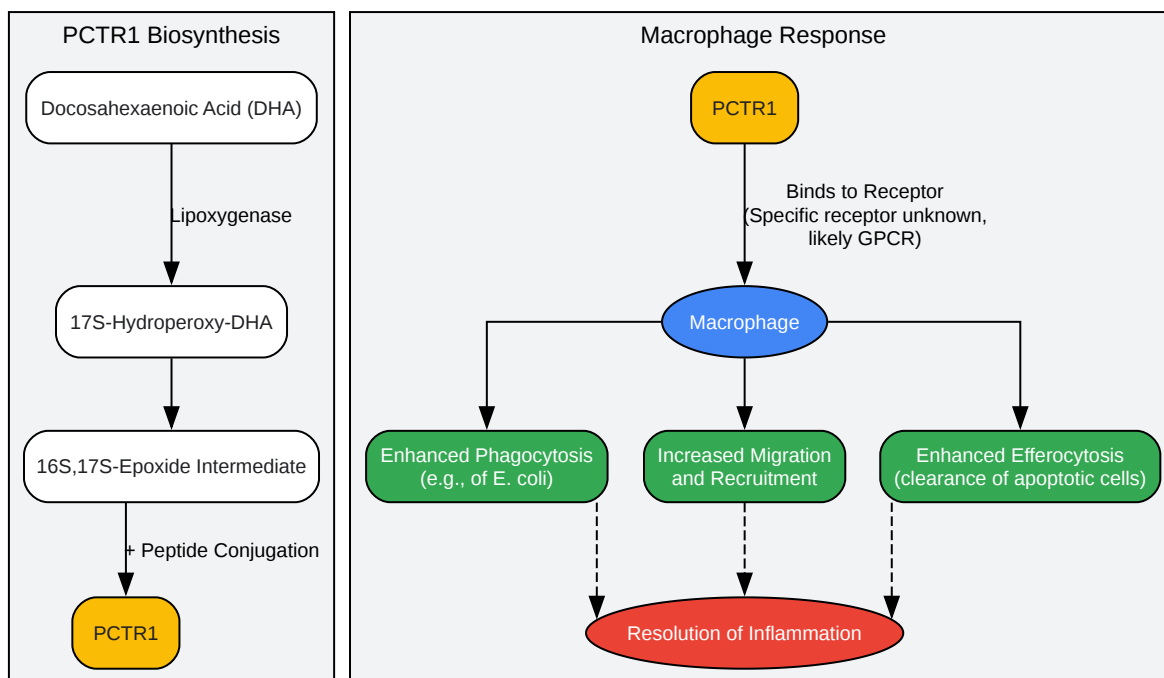 PCTR1 Biosynthesis
Docosahexaenoic Acid (DHA)
Lipoxygenase
17S-Hydroperoxy-DHA
16S,17S-Epoxide Intermediate
+ Peptide Conjugation
PCTR1
Macrophage Response
PCTR1
Binds to Receptor
(Specific receptor unknown,
likely GPCR)
Macrophage
Enhanced Phagocytosis
(e.g., of E. coli)
Increased Migration
and Recruitment
Enhanced Efferocytosis
(clearance of apoptotic cells)
Resolution of Inflammation